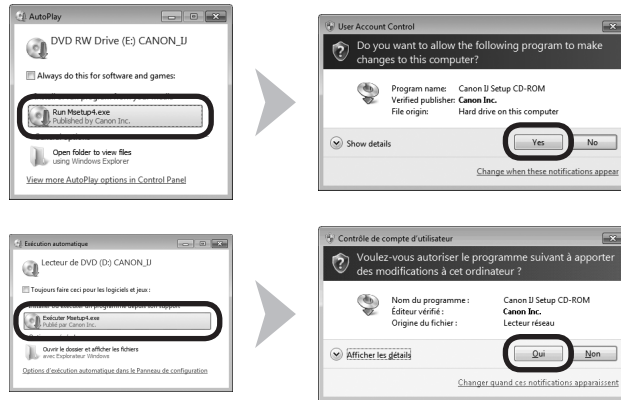 AutoPlay
DVD RW Drive (E:) CANON_IJ
Always do this for software and games:
Run Msetup4.exe
Published by Canon Inc.
Open folder to view files
using Windows Explorer
View more AutoPlay options in Control Panel
User Account Control
Do you want to allow the following program to make
changes to this computer?
Program name: Canon IJ Setup CD-ROM
Verified publisher: Canon Inc.
File origin: Hard drive on this computer
Show details
Yes
No
Change when these notifications appear
Exécution automatique
Lecteur de DVD (D:) CANON_IJ
Toujours faire ceci pour les logiciels et jeux :
Exécuter Msetup4.exe
Publié par Canon Inc.
Ouvrir le dossier et afficher les fichiers
avec Explorateur Windows
Options d'exécution automatique dans le Panneau de configuration
Contrôle de compte d'utilisateur
Voulez-vous autoriser le programme suivant à apporter
des modifications à cet ordinateur ?
Nom du programme : Canon IJ Setup CD-ROM
Éditeur vérifié : Canon Inc.
Origine du fichier : Lecteur réseau
Afficher les détails
Oui
Non
Changer quand ces notifications apparaissent